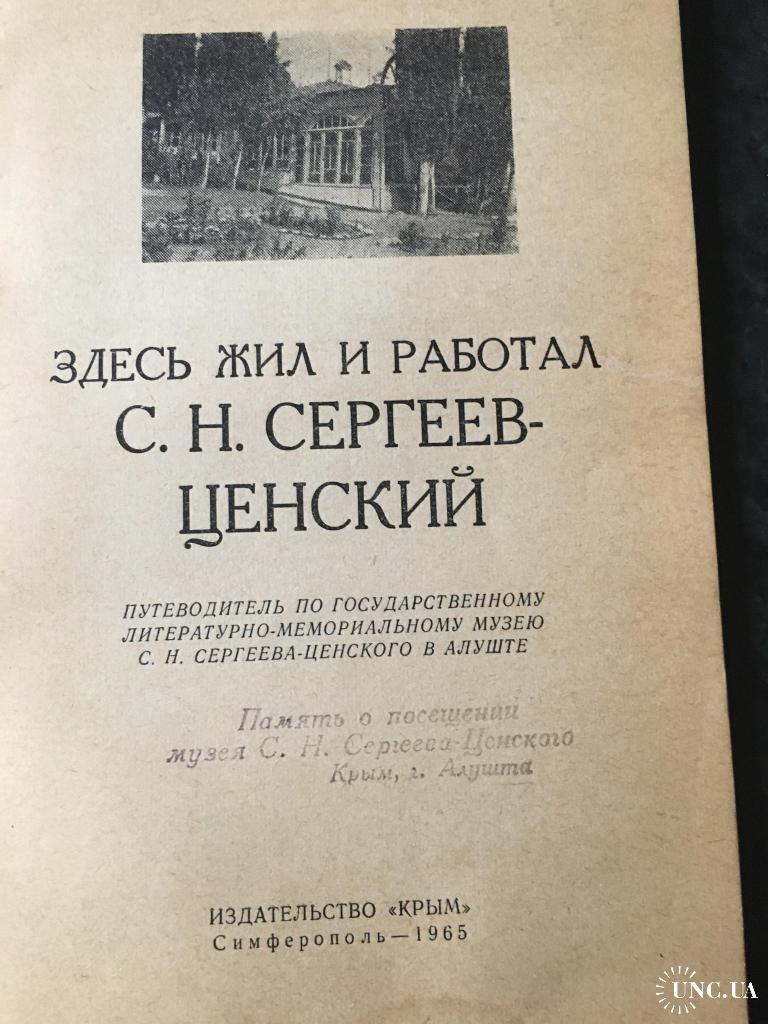 ЗДЕСЬ ЖИЛ И РАБОТАЛ
С. Н. СЕРГЕЕВ-
ЦЕНСКИЙ
ПУТЕВОДИТЕЛЬ ПО ГОСУДАРСТВЕННОМУ
ЛИТЕРАТУРНО-МЕМОРИАЛЬНОМУ МУЗЕЮ
С. Н. СЕРГЕЕВА-ЦЕНСКОГО В АЛУШТЕ
Память о посещении
музея С. Н. Сергеева-Ценского
Крым, г. Алушта
ИЗДАТЕЛЬСТВО «КРЫМ»
Симферополь—1965
UNC.UA